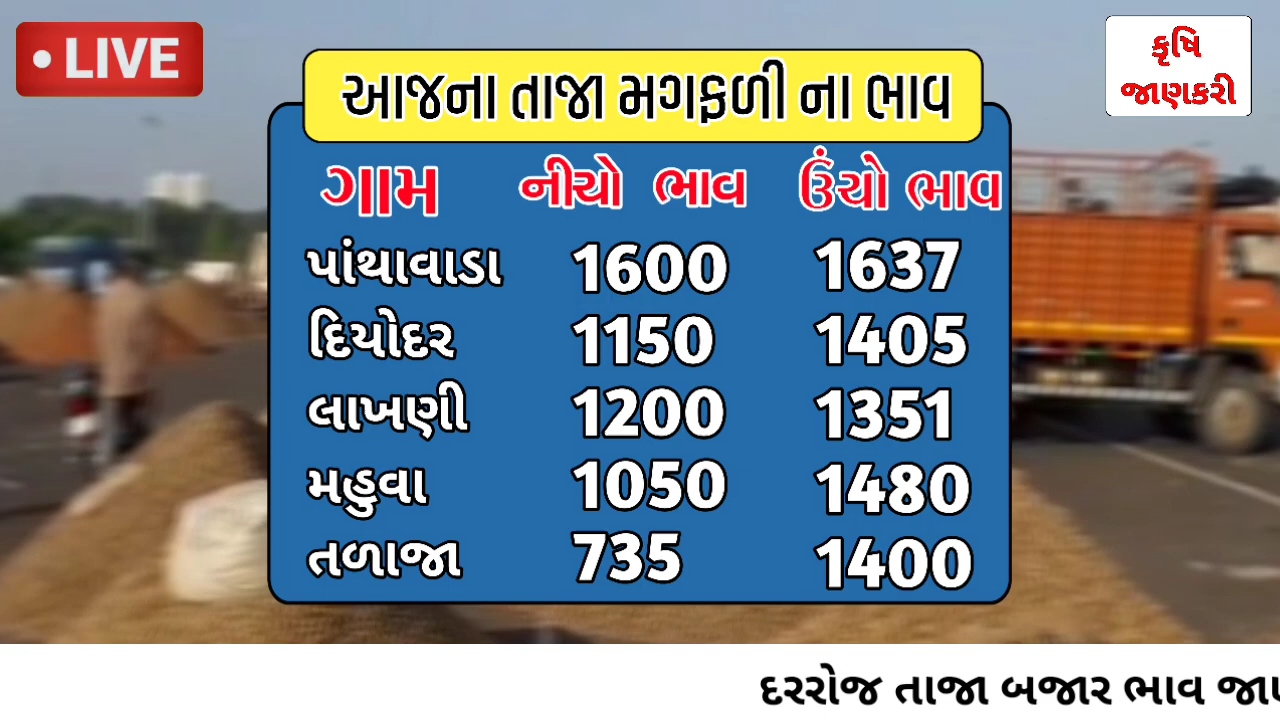 • LIVE
કૃષિ
જાણકરી
આજના તાજા મગફળી ના ભાવ
ગામ નીચો ભાવ ઉંચો ભાવ
પાંથાવાડા 1600 1637
દિયોદર 1150 1405
લાખણી 1200 1351
મહુવા 1050 1480
તળાજા 735 1400
દરરોજ તાજા બજાર ભાવ